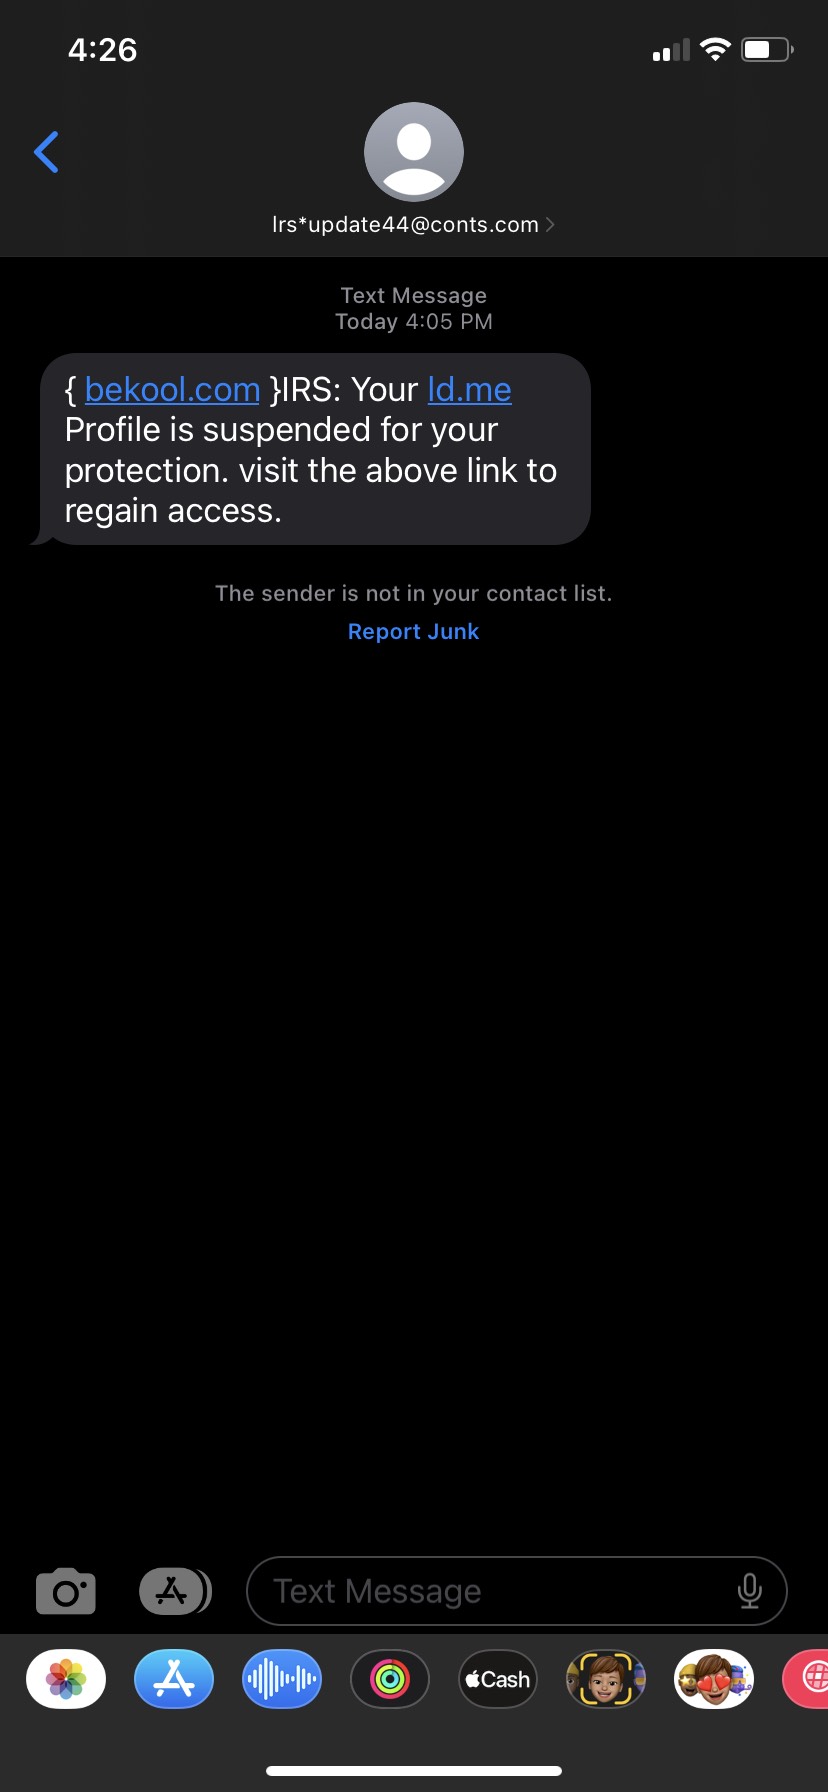 4:26
lrs*update44@conts.com
Text Message
Today 4:05 PM
{ bekool.com }IRS: Your ld.me
Profile is suspended for your
protection. visit the above link to
regain access.
The sender is not in your contact list.
Report Junk
Text Message
Cash